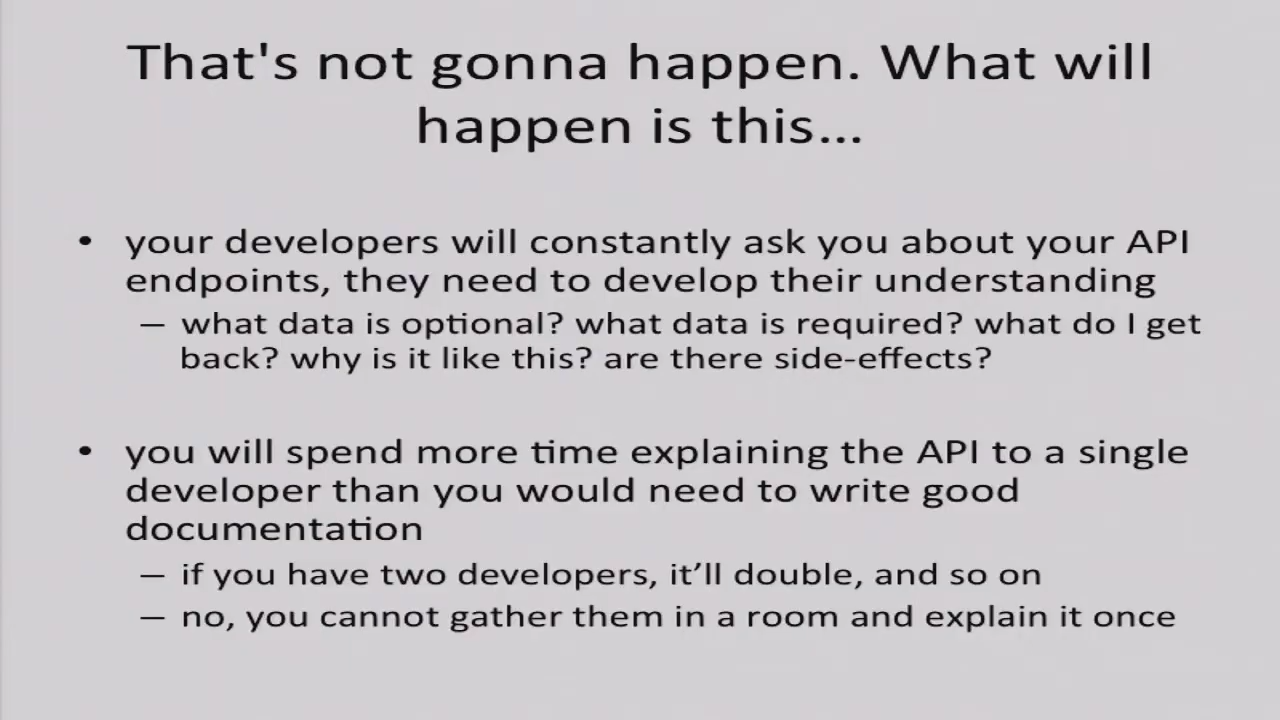 That's not gonna happen. What will
happen is this...
• your developers will constantly ask you about your API
endpoints, they need to develop their understanding
– what data is optional? what data is required? what do I get
back? why is it like this? are there side-effects?
• you will spend more time explaining the API to a single
developer than you would need to write good
documentation
– if you have two developers, it’ll double, and so on
– no, you cannot gather them in a room and explain it once